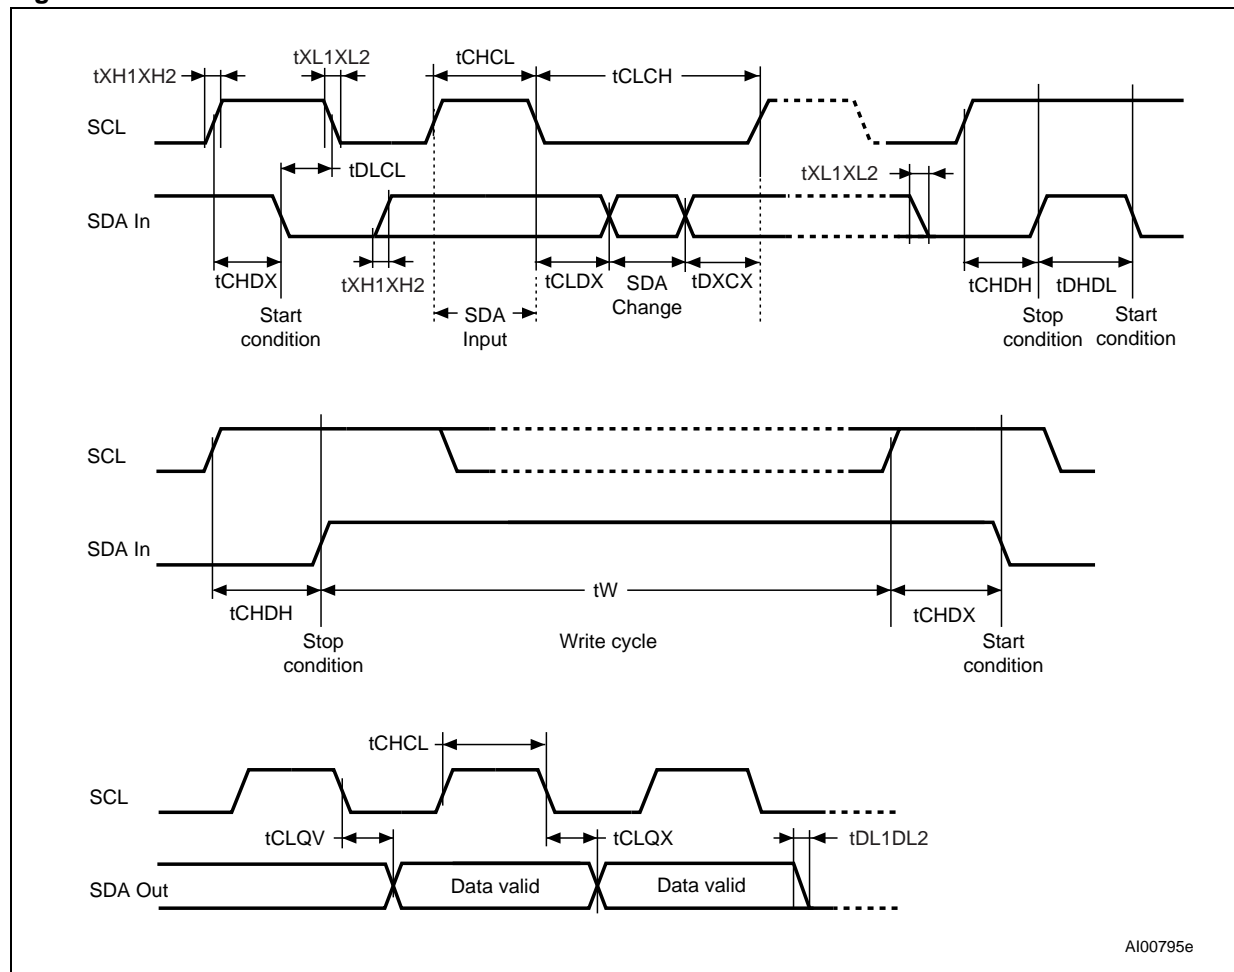 tXH1XH2
tXL1XL2
tCHCL
tCLCH
SCL
tDLCL
tXL1XL2
SDA In
tCHDX
tXH1XH2
tCLDX
SDA
Change
tDXCX
tCHDH
tDHDL
Start
condition
SDA
Input
Stop
condition
Start
condition
SCL
SDA In
tCHDH
tW
tCHDX
Stop
condition
Write cycle
Start
condition
tCHCL
SCL
tCLQV
tCLQX
tDL1DL2
SDA Out
Data valid
Data valid
AI00795e